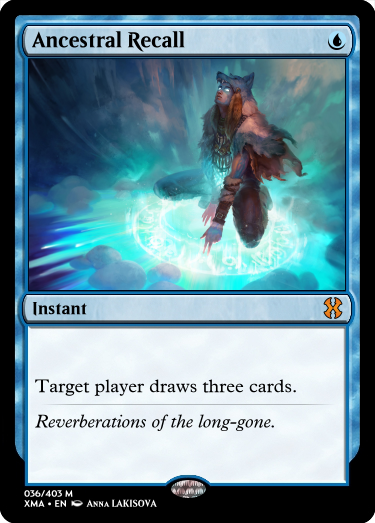 Ancestral Recall
Instant
Target player draws three cards.
Reverberations of the long-gone.
036/403 M
XMA • EN Anna LAKISOVA